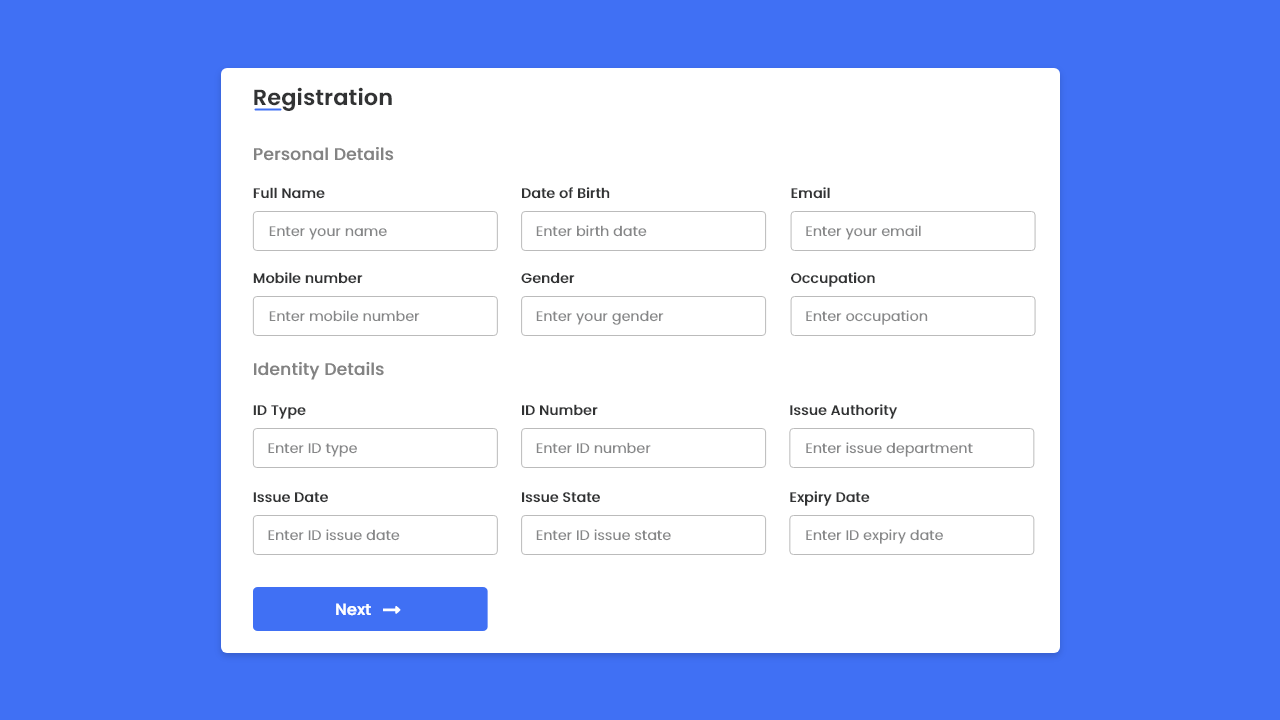 Registration
Personal Details
Full Name Date of Birth Email
Enter your name Enter birth date Enter your email
Mobile number Gender Occupation
Enter mobile number Enter your gender Enter occupation
Identity Details
ID Type ID Number Issue Authority
Enter ID type Enter ID number Enter issue department
Issue Date Issue State Expiry Date
Enter ID issue date Enter ID issue state Enter ID expiry date
Next